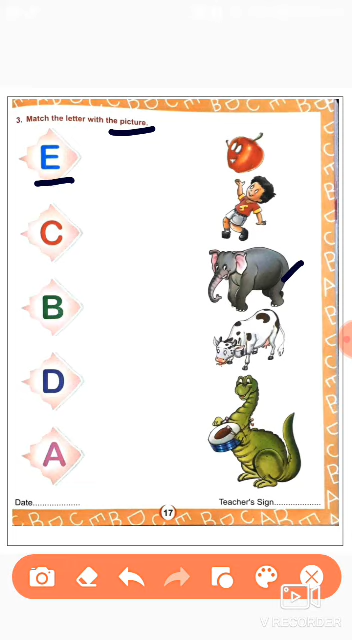 3. Match the letter with the picture.
E
C
B
D
A
Date.................... Teacher's Sign....................
17
V RECORDER